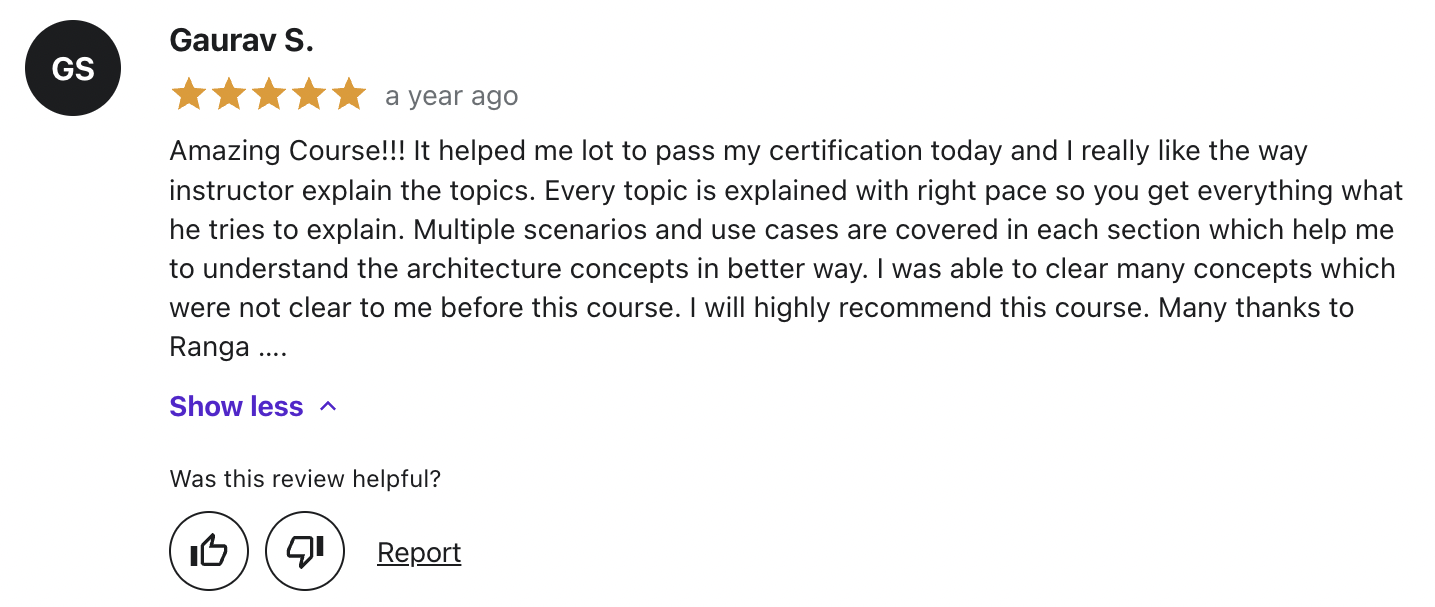 GS
Gaurav S.
a year ago
Amazing Course!!! It helped me lot to pass my certification today and I really like the way
instructor explain the topics. Every topic is explained with right pace so you get everything what
he tries to explain. Multiple scenarios and use cases are covered in each section which help me
to understand the architecture concepts in better way. I was able to clear many concepts which
were not clear to me before this course. I will highly recommend this course. Many thanks to
Ranga ....
Show less
Was this review helpful?
Report